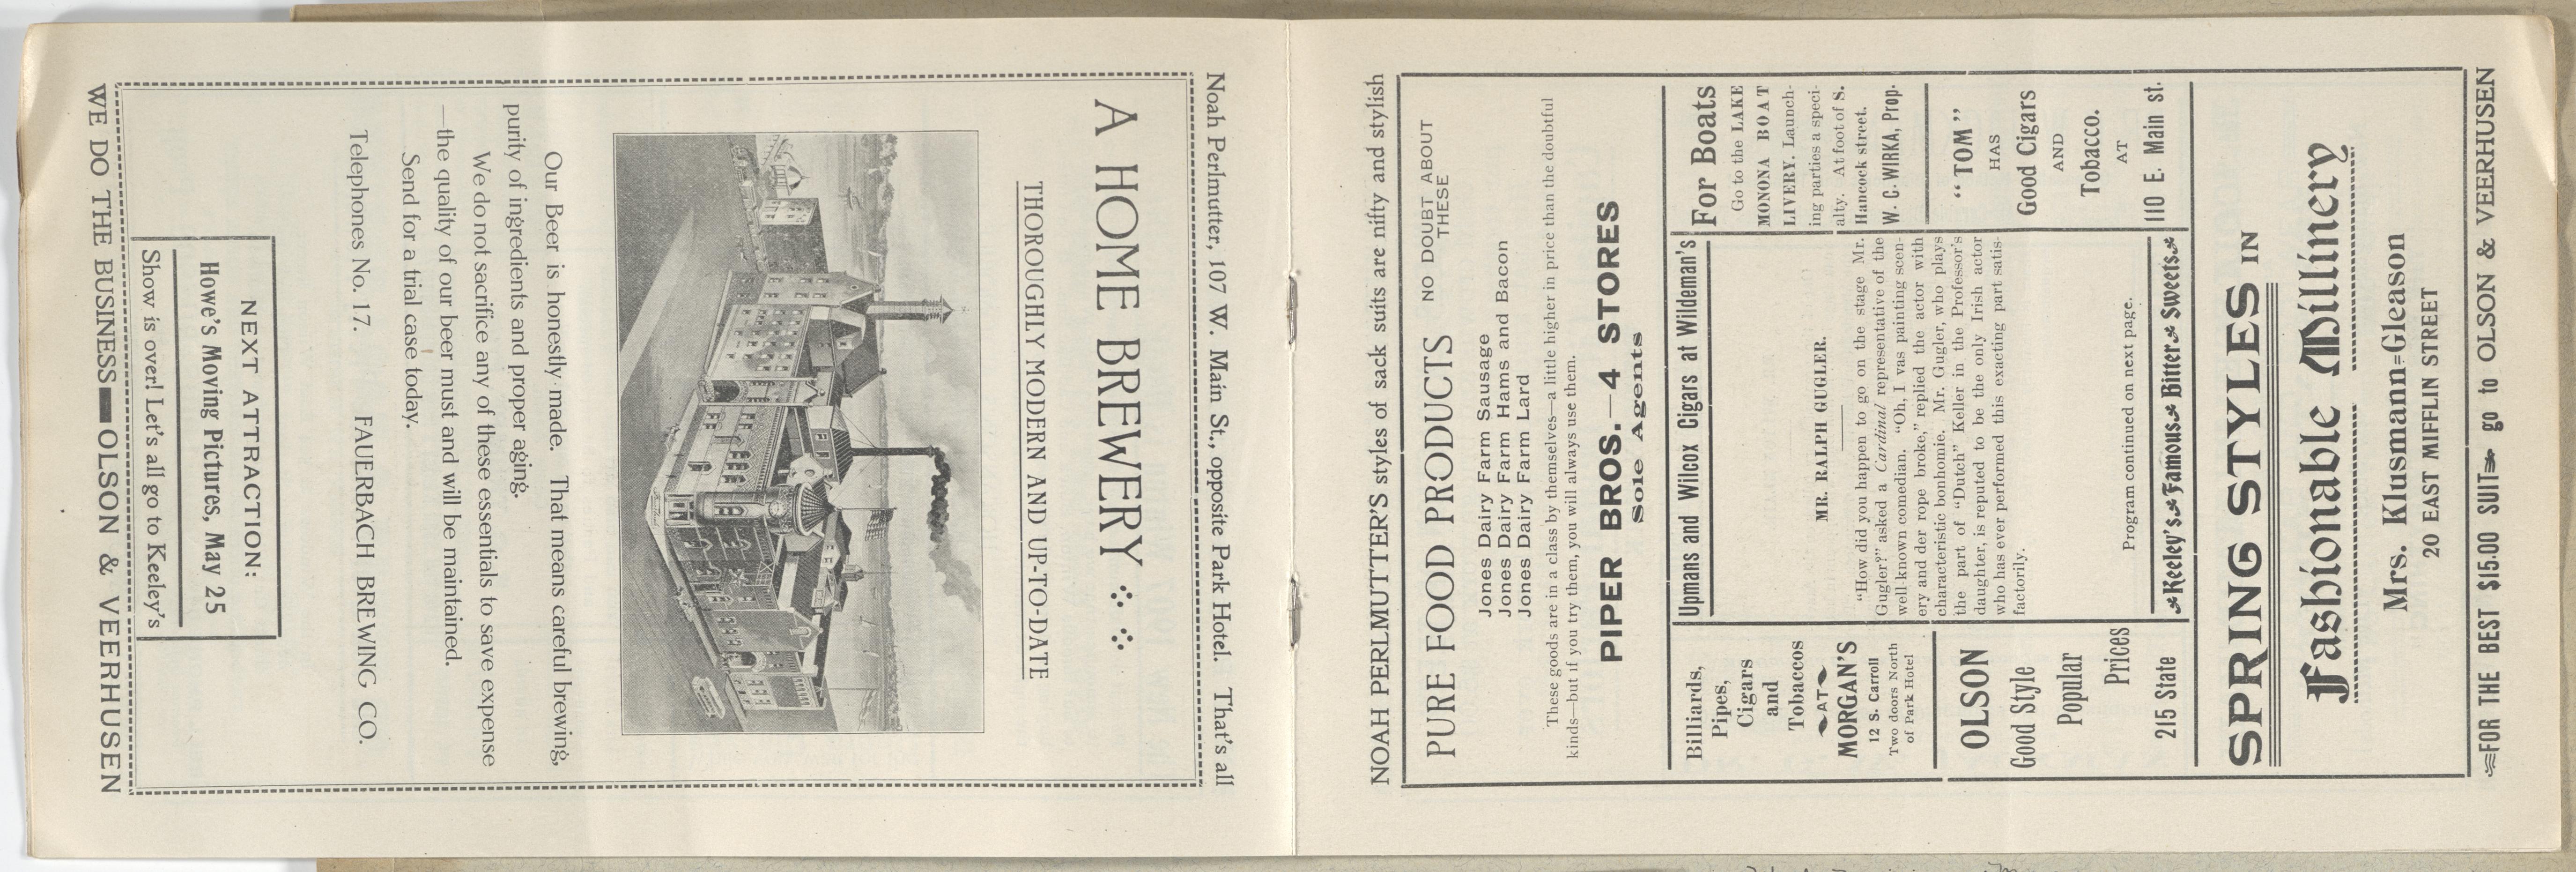 Noah Perlmutter, 107 W. Main St., opposite Park Hotel. That's all
A HOME BREWERY
THOROUGHLY MODERN AND UP-TO-DATE
Our Beer is honestly made. That means careful brewing,
purity of ingredients and proper aging.
We do not sacrifice any of these essentials to save expense
—the quality of our beer must and will be maintained.
Send for a trial case today.
Telephones No. 17. FAUERBACH BREWING CO.
NEXT ATTRACTION:
Howe's Moving Pictures, May 25
Show is over! Let's all go to Keeley's
WE DO THE BUSINESS—OLSON & VEERHUSEN
NOAH PERLMUTTER'S styles of sack suits are nifty and stylish
PURE FOOD PRODUCTS NO DOUBT ABOUT
THESE
Jones Dairy Farm Sausage
Jones Dairy Farm Hams and Bacon
Jones Dairy Farm Lard
These goods are in a class by themselves—a little higher in price than the doubtful
kinds—but if you try them, you will always use them.
PIPER BROS.—4 STORES
Sole Agents
Billiards,
Pipes,
Cigars
and
Tobaccos
AT
MORGAN'S
12 S. Carroll
Two doors North
of Park Hotel
OLSON
Good Style
Popular
Prices
215 State
Upmans and Wilcox Cigars at Wildeman's
MR. RALPH GUGLER.
"How did you happen to go on the stage Mr.
Gugler?" asked a Cardinal representative of the
well-known comedian. "Oh, I was painting scen-
ery and der rope broke," replied the actor with
characteristic bonhomie. Mr. Gugler, who plays
the part of "Dutch" Keller in the Professor's
daughter, is reputed to be the only Irish actor
who has ever performed this exacting part satis-
factorily.
Program continued on next page.
Keeley's Famous Bitter Sweets
For Boats
Go to the LAKE
MONONA BOAT
LIVERY. Launch-
ing parties a speci-
alty. At foot of S.
Hancock street.
W. C. WIRKA, Prop.
"TOM"
HAS
Good Cigars
AND
Tobacco.
AT
110 E. Main st.
SPRING STYLES IN
Fashionable Millinery
Mrs. Klusmann=Gleason
20 EAST MIFFLIN STREET
FOR THE BEST $15.00 SUIT go to OLSON & VEERHUSEN